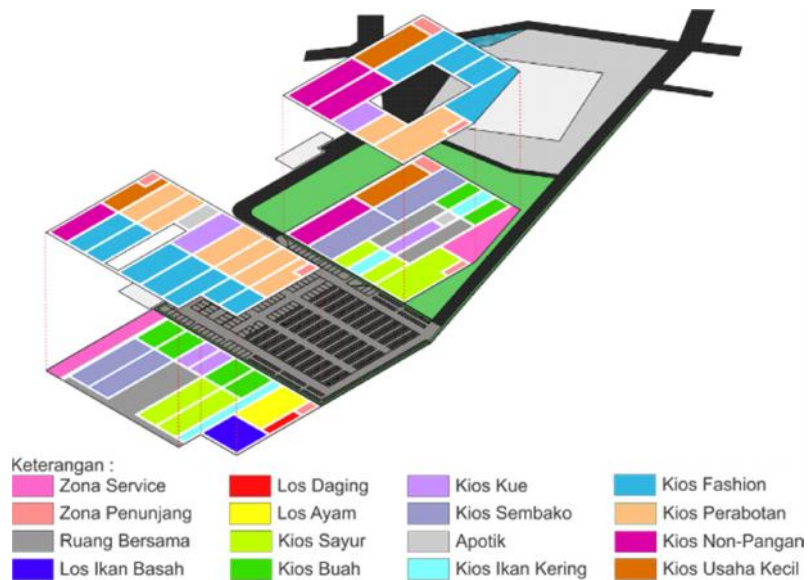 Keterangan :
Zona Service
Zona Penunjang
Ruang Bersama
Los Ikan Basah
Los Daging
Los Ayam
Kios Sayur
Kios Buah
Kios Kue
Kios Sembako
Apotik
Kios Ikan Kering
Kios Fashion
Kios Perabotan
Kios Non-Pangan
Kios Usaha Kecil